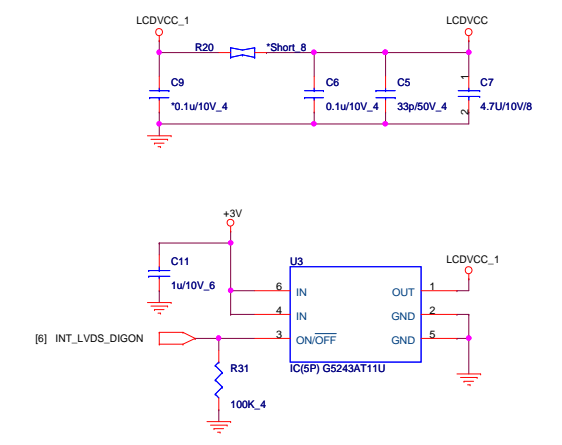 LCDVCC_1 LCDVCC
R20 *Short_8
C9 C6 C5 1 C7
*0.1u/10V_4 0.1u/10V_4 33p/50V_4 2 4.7U/10V/8
+3V
C11 U3 LCDVCC_1
1u/10V_6
6 IN OUT 1
4 IN GND 2
[6] INT_LVDS_DIGON 3 ON/OFF GND 5
R31 IC(5P) G5243AT11U
100K_4